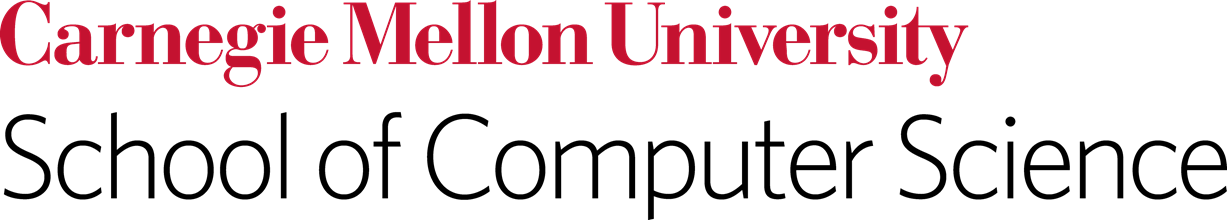 Carnegie Mellon University
School of Computer Science